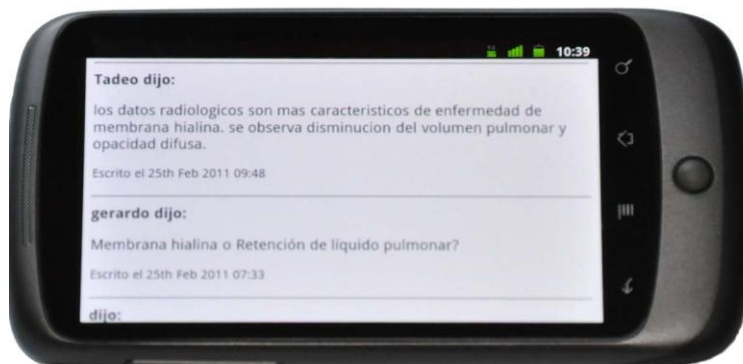 10:39
Tadeo dijo:
los datos radiologicos son mas caracteristicos de enfermedad de
membrana hialina. se observa disminucion del volumen pulmonar y
opacidad difusa.
Escrito el 25th Feb 2011 09:48
gerardo dijo:
Membrana hialina o Retención de líquido pulmonar?
Escrito el 25th Feb 2011 07:33
dijo: